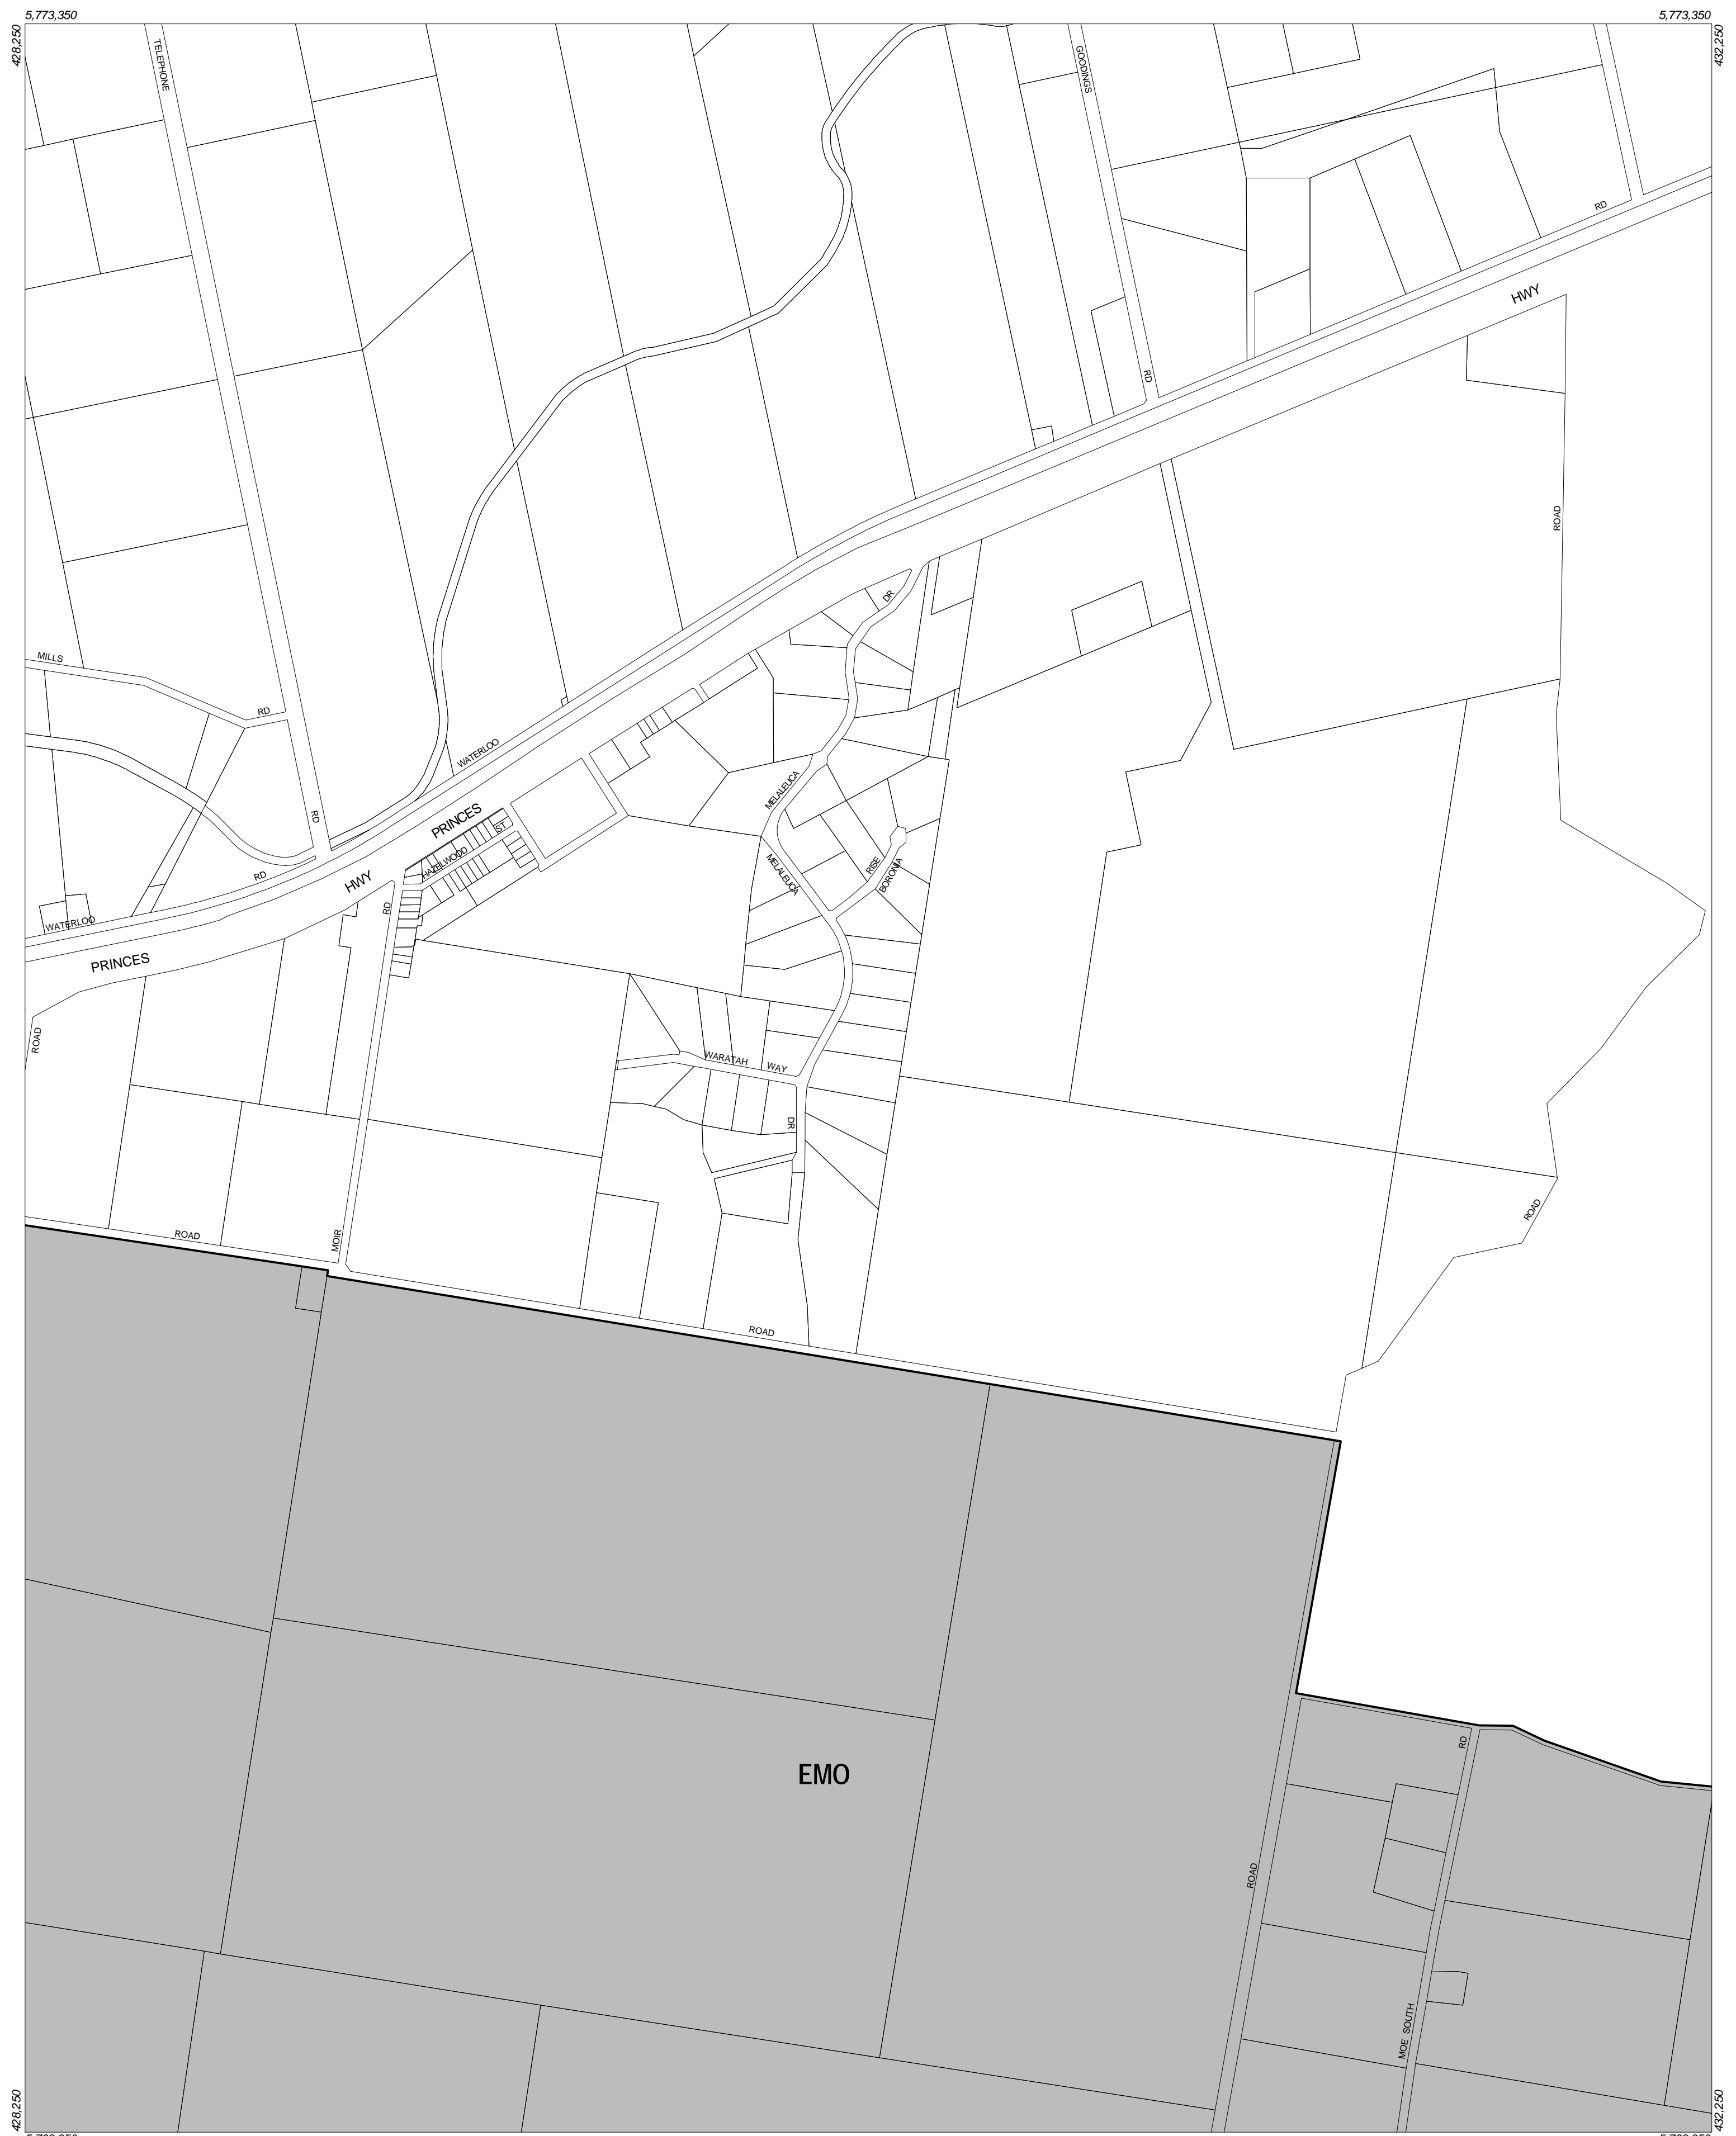 5,773,350
5,773,350
428,250
432,250
TELEPHONE
GOODINGS
RD
HWY
RD
ROAD
DR
MILLS
RD
WATERLOO
MELALEUCA
PRINCES
RD
ST
HAZELWOOD
MELALEUCA
RISE
BORONIA
RD
HWY
RD
WATERLOO
PRINCES
ROAD
WARATAH WAY
DR
ROAD
ROAD
MOIR
ROAD
RD
EMO
ROAD
MOE SOUTH
428,250
432,250